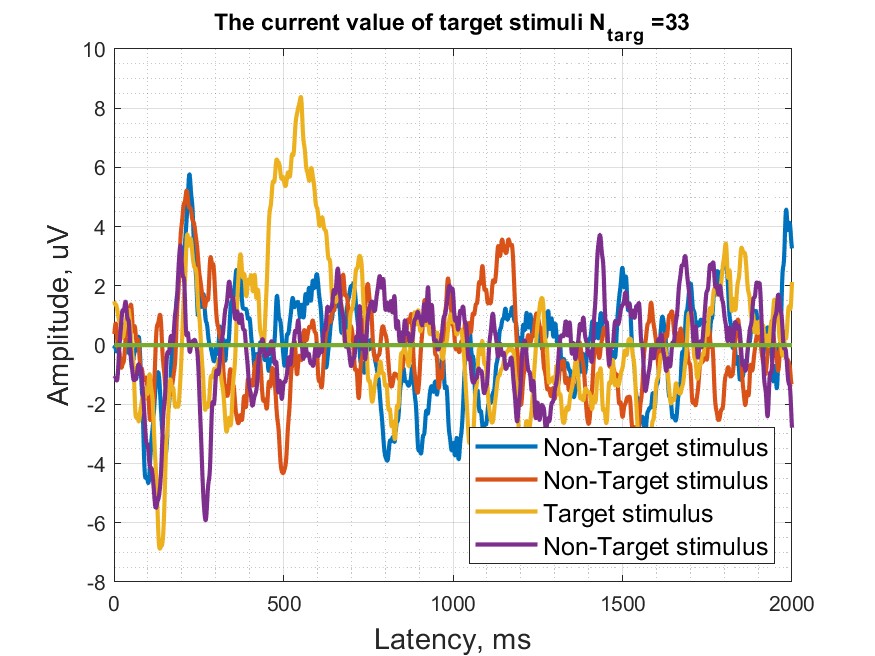 The current value of target stimuli N_targ =33
10
8
6
4
2
0
-2
-4
-6
-8
Amplitude, uV
0 500 1000 1500 2000
Latency, ms
Non-Target stimulus
Non-Target stimulus
Target stimulus
Non-Target stimulus